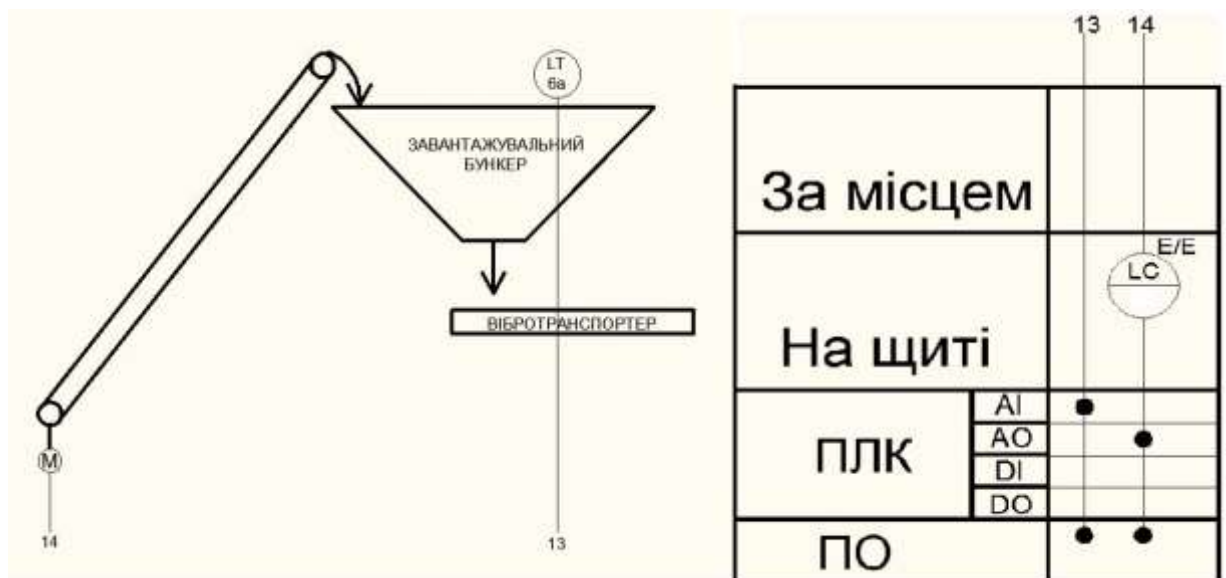 LT
6а
ЗАВАНТАЖУВАЛЬНИЙ
БУНКЕР
ВІБРОТРАНСПОРТЕР
M
14
13
13 14
За місцем
E/E
LC
На щиті
ПЛК
AI
AO
DI
DO
ПО